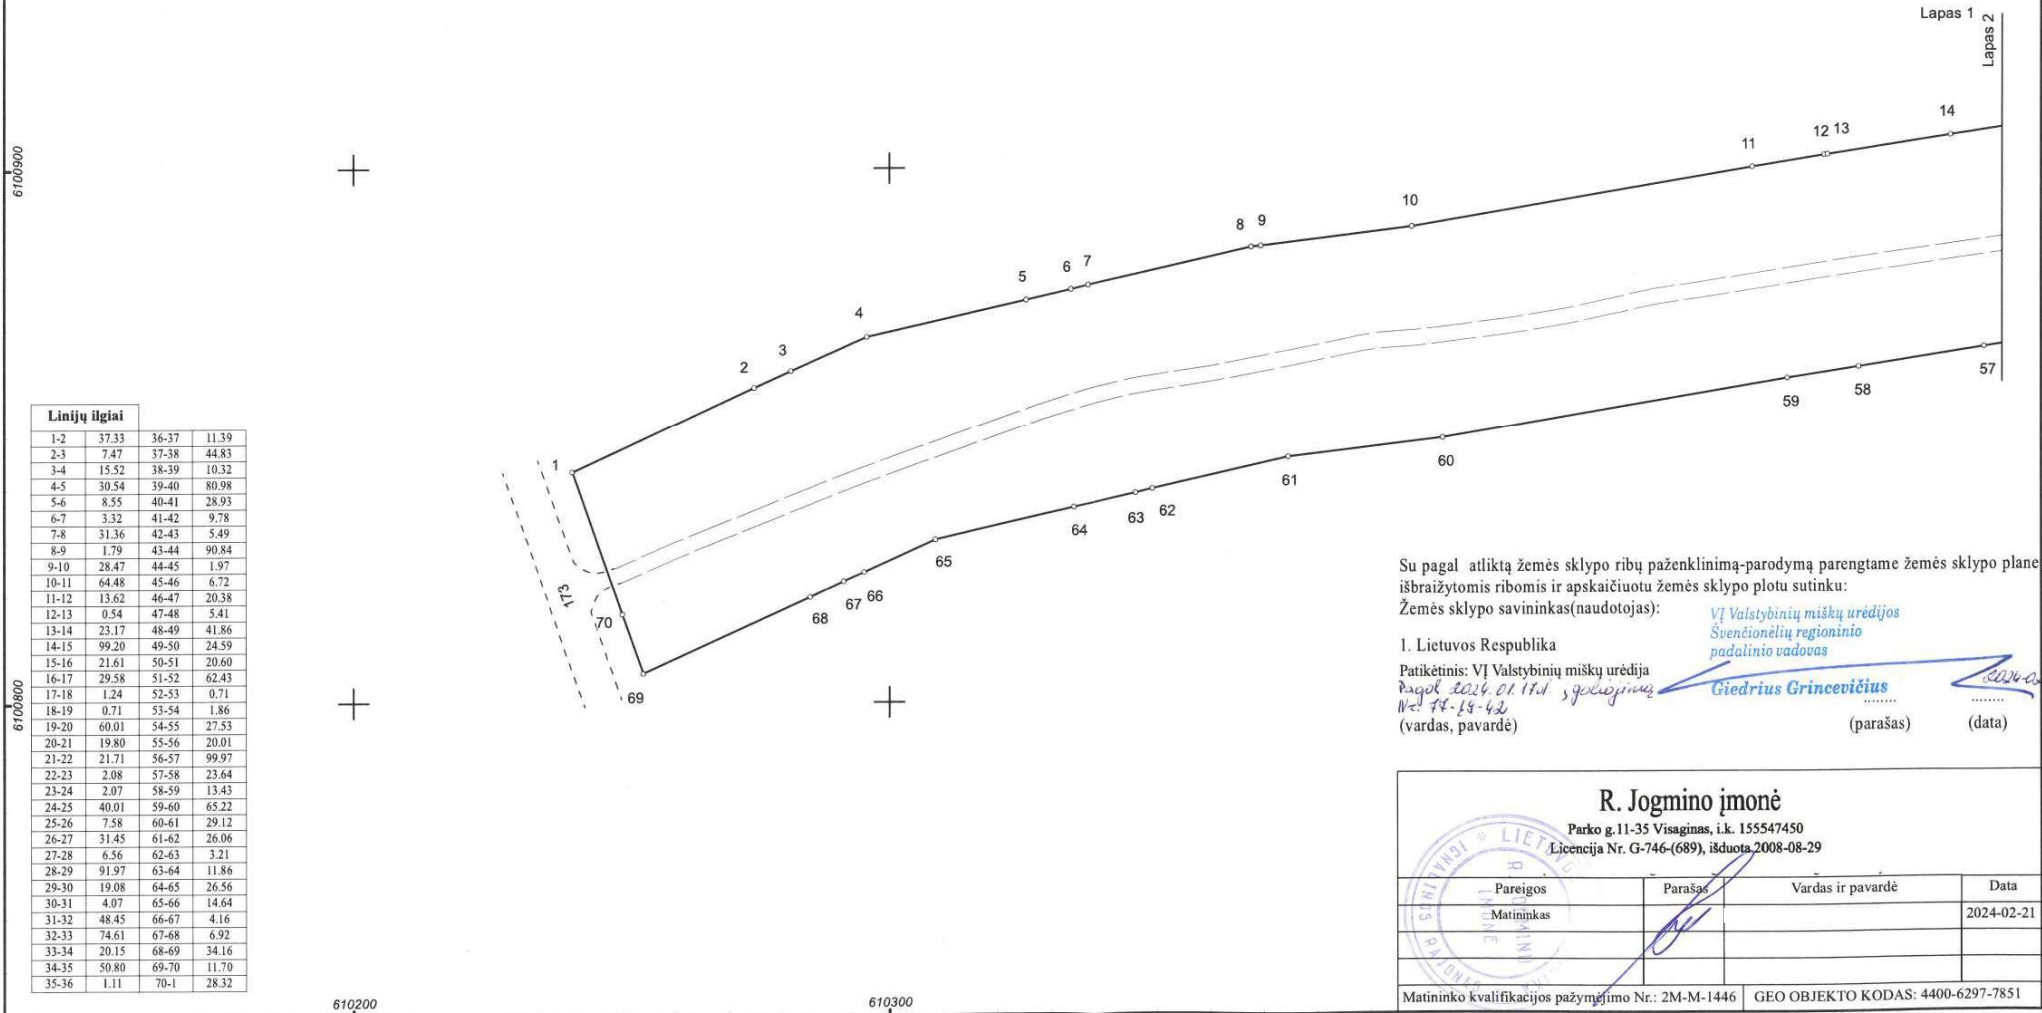 Lapas 1
Lapas 2
6100900
14
12 13
11
10
8 9
7
6
5
4
3
2
1
57
58
59
60
61
62
63
64
65
66
67
68
69
70
173
6100800
610200
610300
Linijų ilgiai
1-2 37.33 36-37 11.39
2-3 7.47 37-38 44.83
3-4 15.52 38-39 10.32
4-5 30.54 39-40 80.98
5-6 8.55 40-41 28.93
6-7 3.32 41-42 9.78
7-8 31.36 42-43 5.49
8-9 1.79 43-44 90.84
9-10 28.47 44-45 1.97
10-11 64.48 45-46 6.72
11-12 13.62 46-47 20.38
12-13 0.54 47-48 5.41
13-14 23.17 48-49 41.86
14-15 99.20 49-50 24.59
15-16 21.61 50-51 20.60
16-17 29.58 51-52 62.43
17-18 1.24 52-53 0.71
18-19 0.71 53-54 1.86
19-20 60.01 54-55 27.53
20-21 19.80 55-56 20.01
21-22 21.71 56-57 99.97
22-23 2.08 57-58 23.64
23-24 2.07 58-59 13.43
24-25 40.01 59-60 65.22
25-26 7.58 60-61 29.12
26-27 31.45 61-62 26.06
27-28 6.56 62-63 3.21
28-29 91.97 63-64 11.86
29-30 19.08 64-65 26.56
30-31 4.07 65-66 14.64
31-32 48.45 66-67 4.16
32-33 74.61 67-68 6.92
33-34 20.15 68-69 34.16
34-35 50.80 69-70 11.70
35-36 1.11 70-1 28.32
Su pagal atliktą žemės sklypo ribų paženklinimą-parodymą parengtame žemės sklypo plane
išbraižytomis ribomis ir apskaičiuotu žemės sklypo plotu sutinku:
Žemės sklypo savininkas(naudotojas):
VĮ Valstybinių miškų urėdijos
Švenčionėlių regioninio
padalinio vadovas
1. Lietuvos Respublika
Patikėtinis: VĮ Valstybinių miškų urėdija
Pagal 2024.01.17d. įgaliojimą
Giedrius Grincevičius
(vardas, pavardė) (parašas) (data)
R. Jogmino įmonė
Parko g.11-35 Visaginas, i.k. 155547450
Licencija Nr. G-746-(689), išduota 2008-08-29
Pareigos Parašas Vardas ir pavardė Data
Matininkas 2024-02-21
Matininko kvalifikacijos pažymėjimo Nr.: 2M-M-1446 GEO OBJEKTO KODAS: 4400-6297-7851